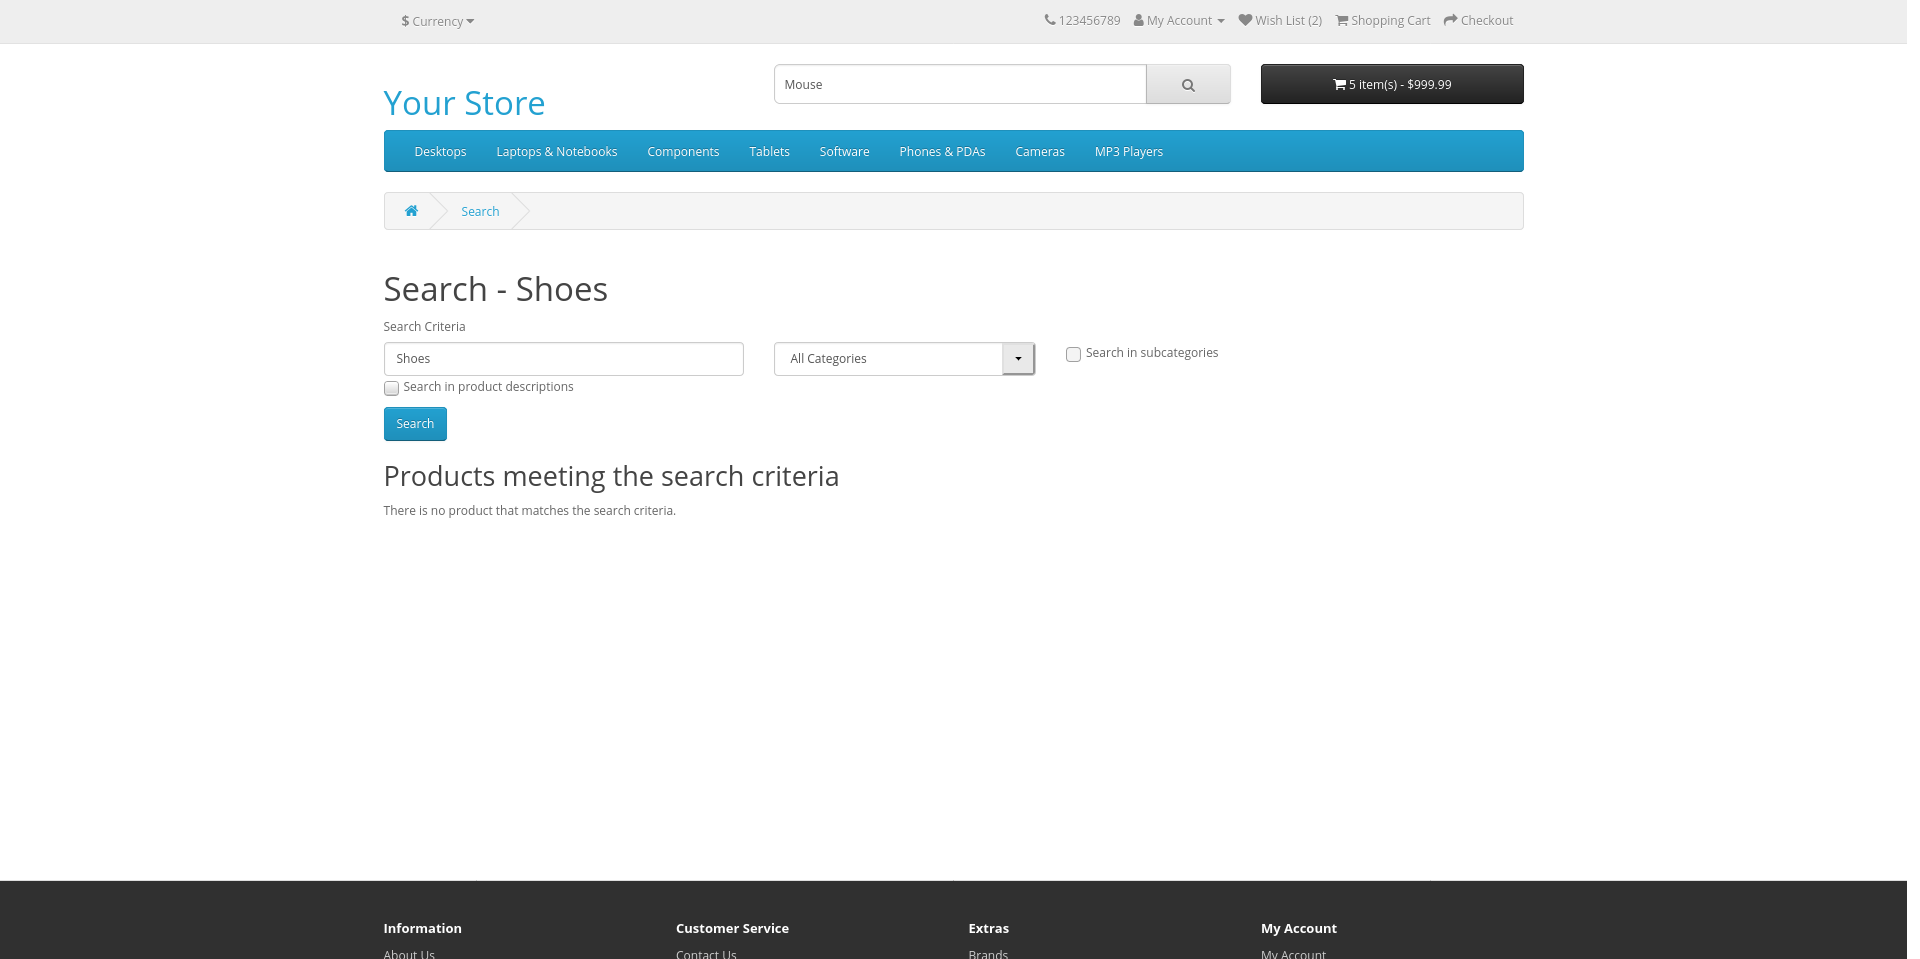 $ Currency
123456789 My Account Wish List (2) Shopping Cart Checkout
Your Store
Mouse
5 item(s) - $999.99
Desktops Laptops & Notebooks Components Tablets Software Phones & PDAs Cameras MP3 Players
Search
Search - Shoes
Search Criteria
Shoes All Categories Search in subcategories
Search in product descriptions
Search
Products meeting the search criteria
There is no product that matches the search criteria.
Information Customer Service Extras My Account
About Us Contact Us Brands My Account